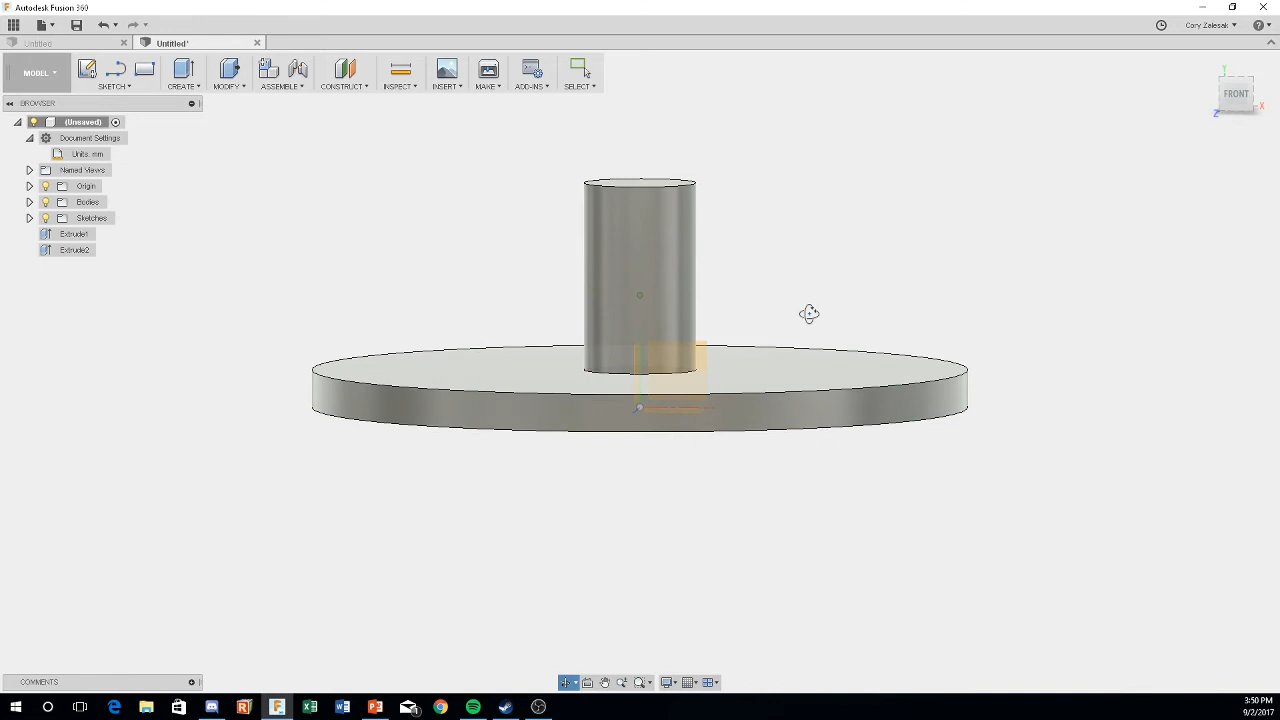 Autodesk Fusion 360
Cory Zalesak
Untitled
Untitled*
MODEL
SKETCH
CREATE
MODIFY
ASSEMBLE
CONSTRUCT
INSPECT
INSERT
MAKE
ADD-INS
SELECT
BROWSER
(Unsaved)
Document Settings
Units: mm
Named Views
Origin
Bodies
Sketches
Extrude1
Extrude2
FRONT
Y
X
Z
COMMENTS
3:50 PM
9/2/2017